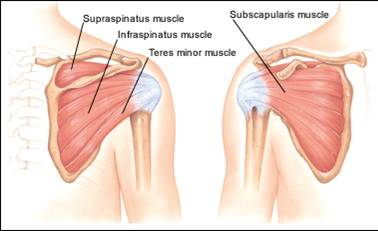 Supraspinatus muscle
Infraspinatus muscle
Teres minor muscle
Subscapularis muscle